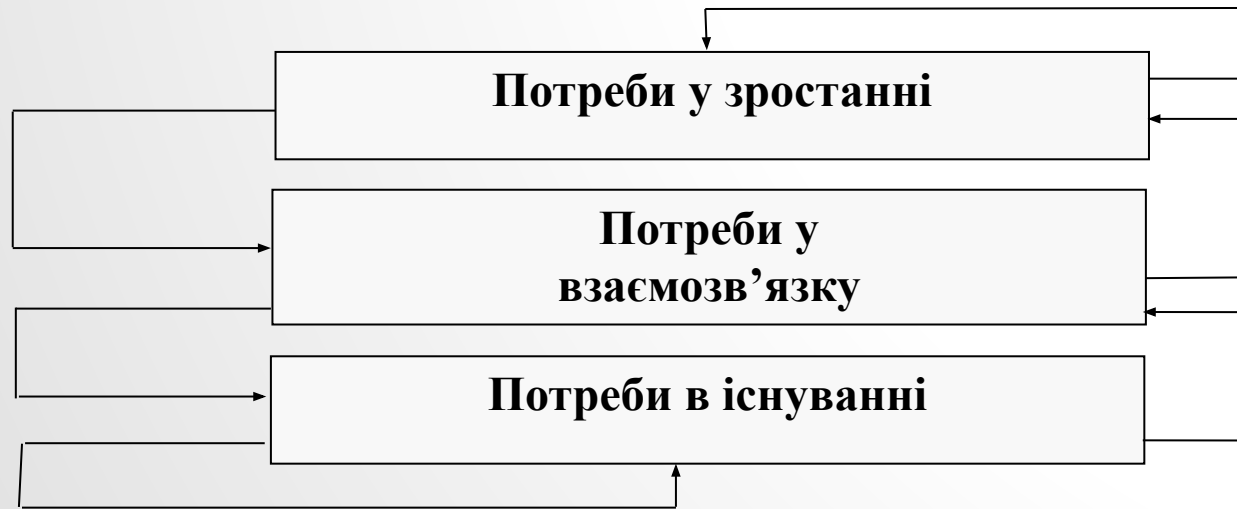 Потреби у зростанні
Потреби у
взаємозв’язку
Потреби в існуванні